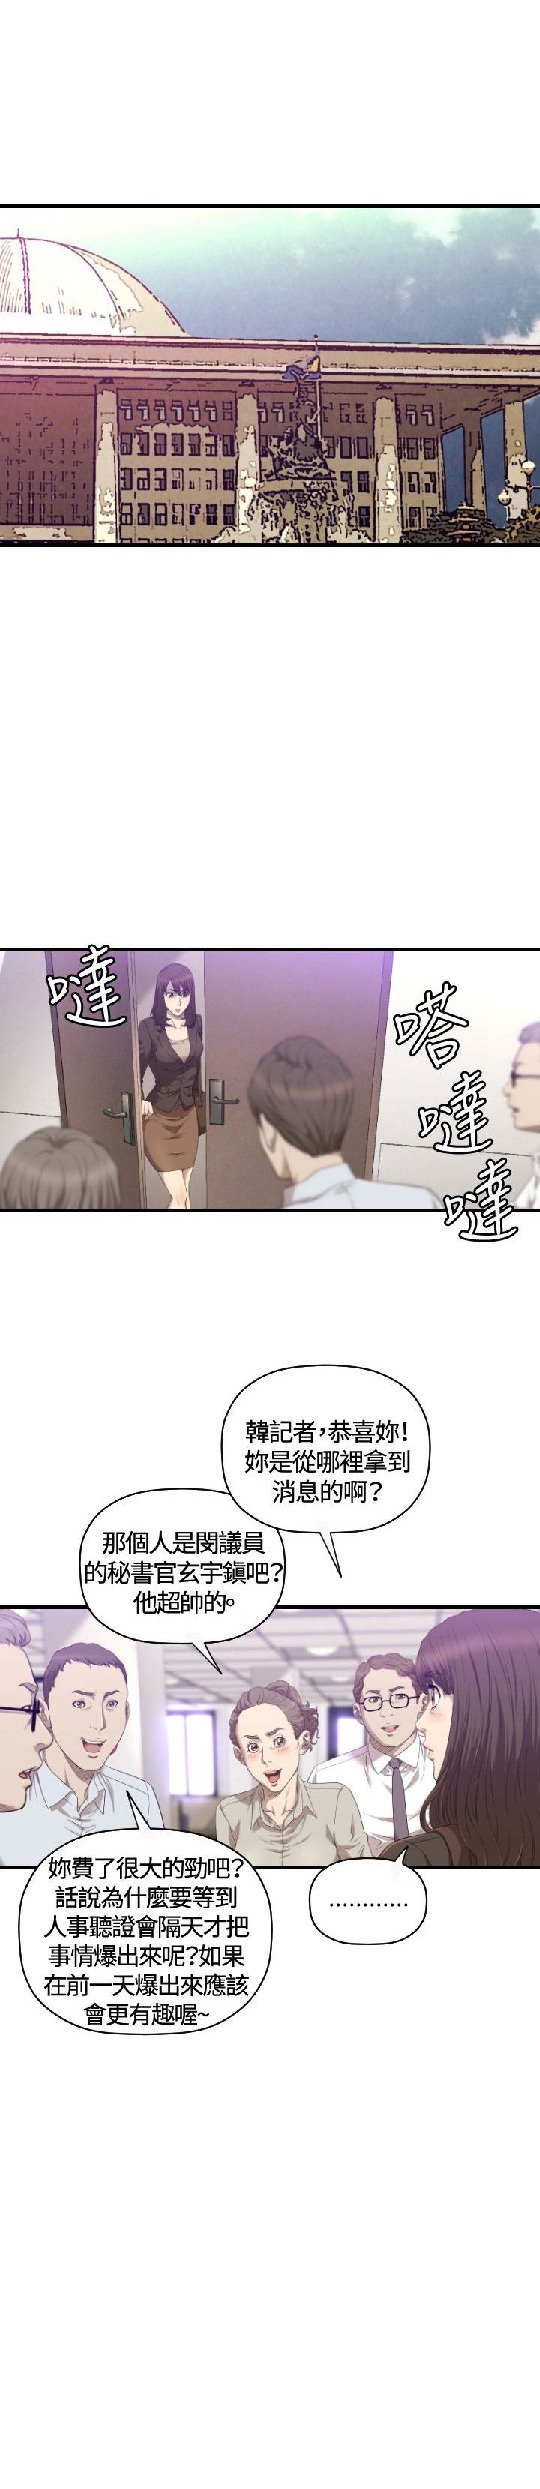 噠
嗒
噠
噠
韓記者，恭喜妳！
妳是從哪裡拿到
消息的啊？
那個人是閔議員
的秘書官玄宇鎭吧？
他超帥的。
妳費了很大的勁吧？
話說為什麼要等到
人事聽證會隔天才把
事情爆出來呢？如果
在前一天爆出來應該
會更有趣喔~
…………